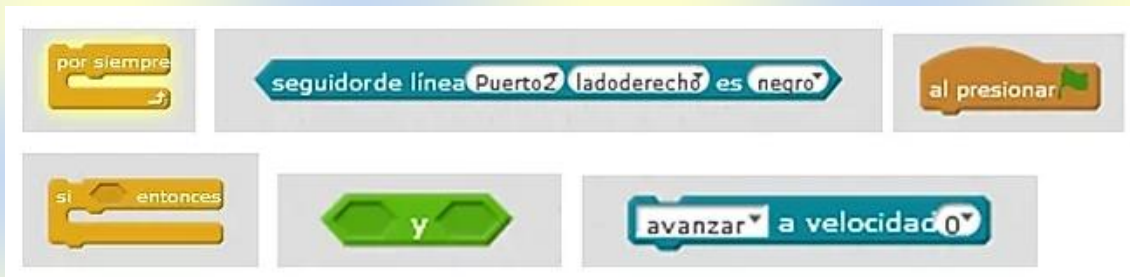 por siempre
seguidorde línea Puerto2 ladoderecho es negro
al presionar
si entonces
y
avanzar a velocidad 0